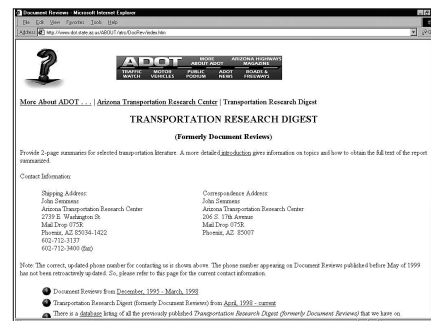 Document Reviews - Microsoft Internet Explorer
File Edit View Favorites Tools Help
Address http://www.dot.state.az.us/ABOUT/atrc/DocRev/index.htm
ADOT
MORE ABOUT ADOT
ARIZONA HIGHWAYS MAGAZINE
TRAFFIC WATCH
MOTOR VEHICLES
PUBLIC PODIUM
ADOT NEWS
ROADS & FREEWAYS
More About ADOT . . . | Arizona Transportation Research Center | Transportation Research Digest
TRANSPORTATION RESEARCH DIGEST
(Formerly Document Reviews)
Provide 2-page summaries for selected transportation literature. A more detailed introduction gives information on topics and how to obtain the full text of the report
summarized.
Contact Information:
Shipping Address:
John Semmens
Arizona Transportation Research Center
2739 E. Washington St.
Mail Drop 075R
Phoenix, AZ 85034-1422
602-712-3137
602-712-3400 (fax)
Correspondence Address:
John Semmens
Arizona Transportation Research Center
206 S. 17th Avenue
Mail Drop 075R
Phoenix, AZ 85007
Note: The correct, updated phone number for contacting us is shown above. The phone number appearing on Document Reviews published before May of 1999
has not been retroactively updated. So, please refer to this page for the current contact information.
Document Reviews from December, 1995 - March, 1998
Transportation Research Digest (formerly Document Reviews) from April, 1998 - current
There is a database listing of all the previously published Transportation Research Digest (formerly Document Reviews) that we have on